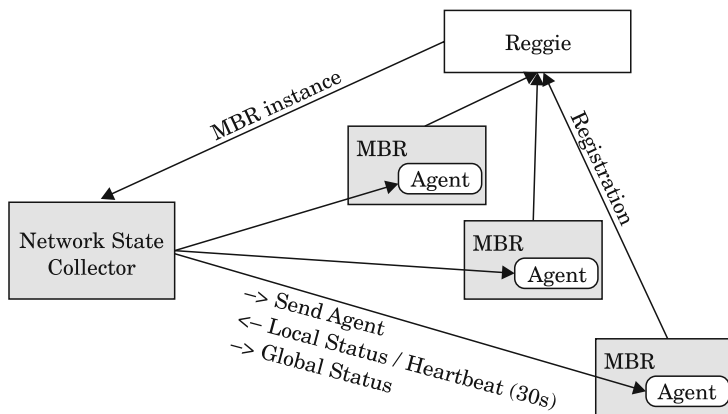 Reggie
MBR instance
MBR
Agent
Registration
Network State
Collector
MBR
Agent
–> Send Agent
<– Local Status / Heartbeat (30s)
–> Global Status
MBR
Agent